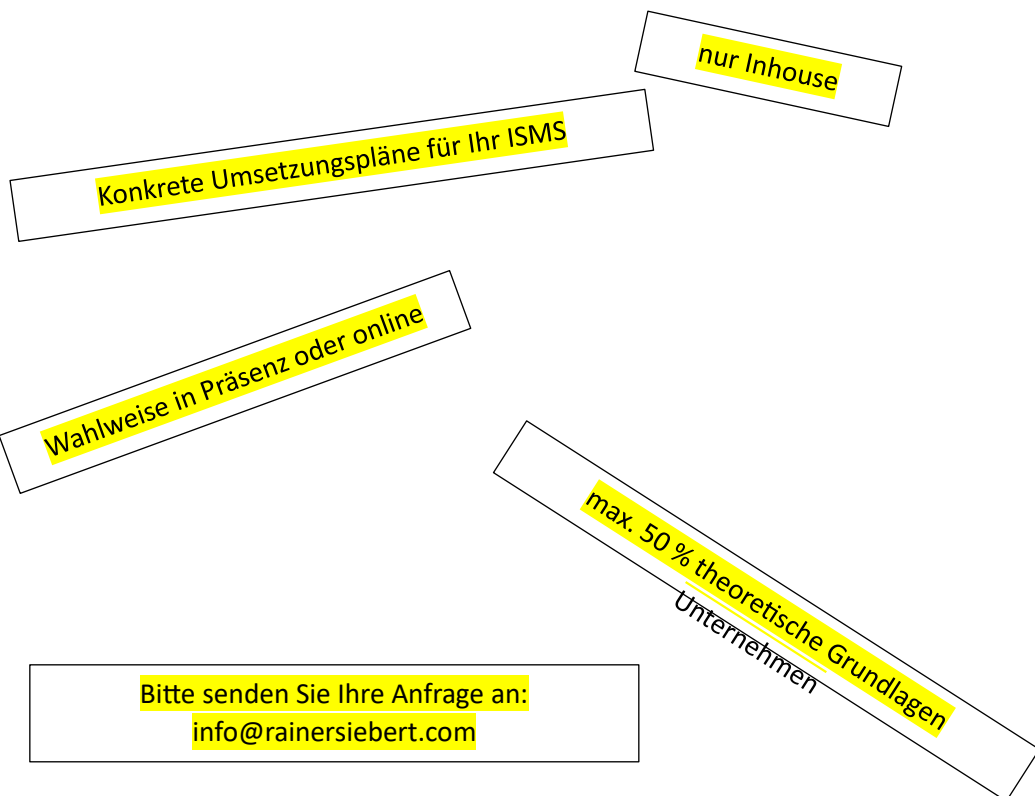 nur Inhouse
Konkrete Umsetzungspläne für Ihr ISMS
Wahlweise in Präsenz oder online
max. 50 % theoretische Grundlagen
Unternehmen
Bitte senden Sie Ihre Anfrage an:
info@rainersiebert.com